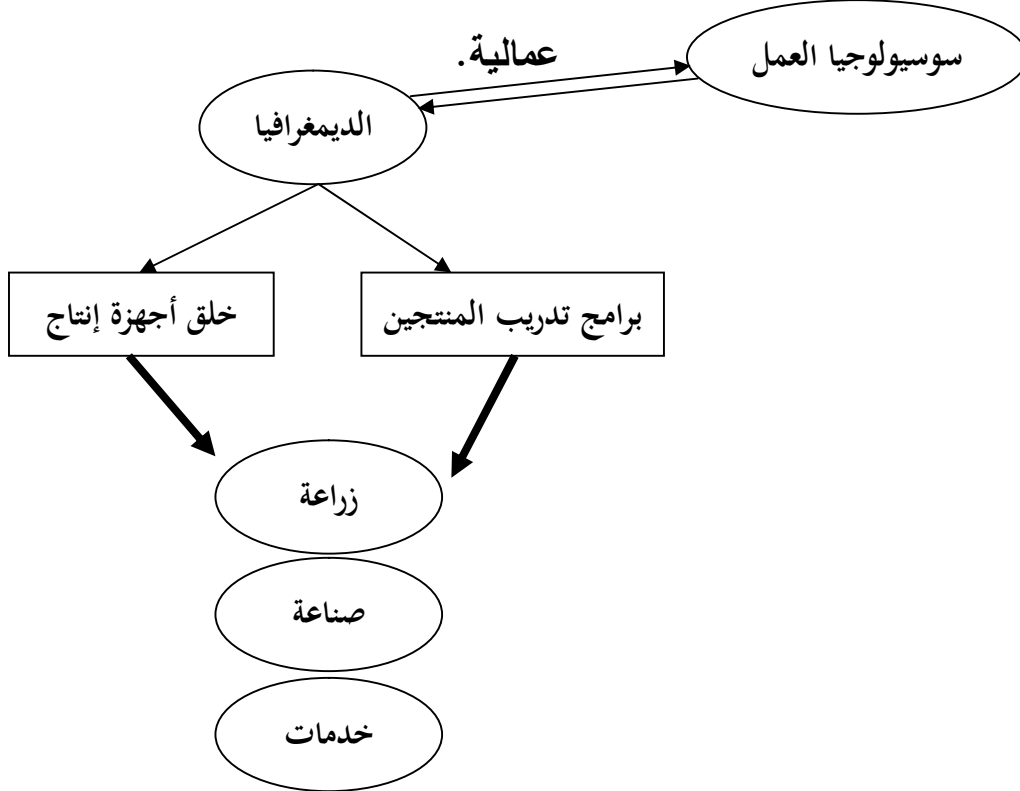 سوسيولوجيا العمل
عمالية.
الديمغرافيا
برامج تدريب المنتجين
خلق أجهزة إنتاج
زراعة
صناعة
خدمات